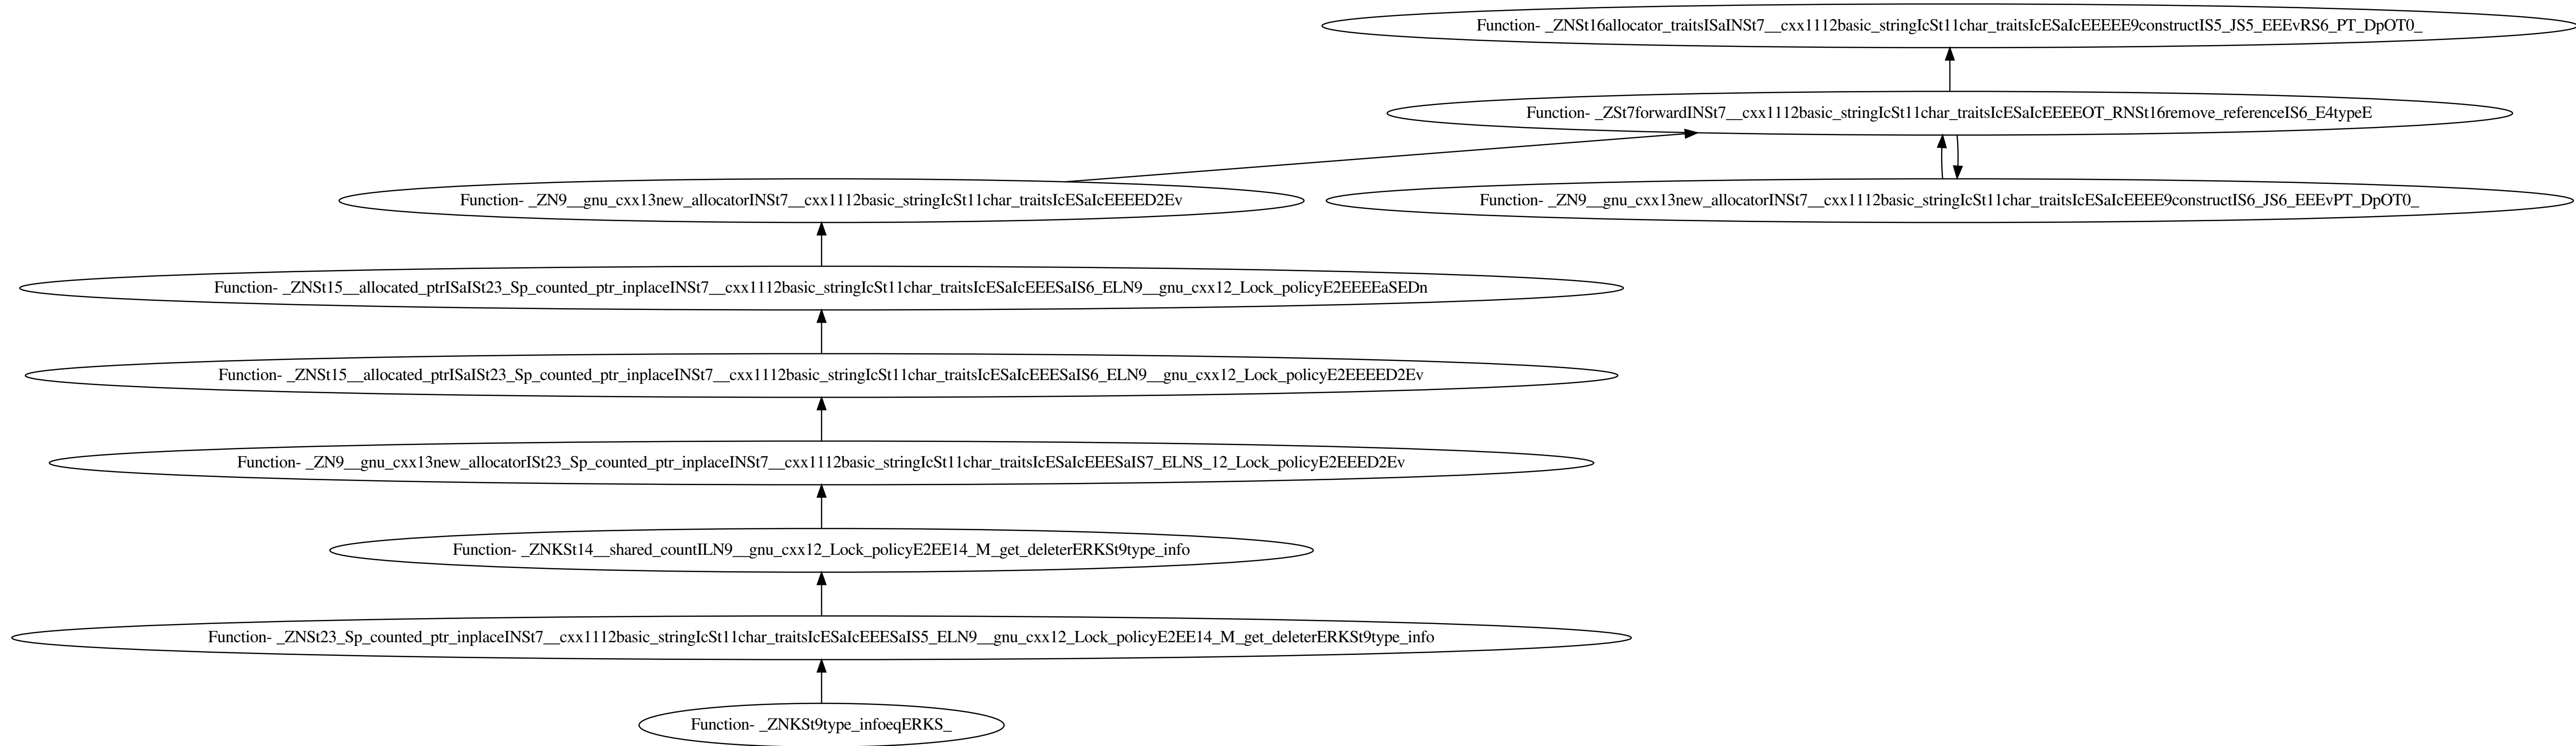 Function- _ZNSt16allocator_traitsISaINSt7__cxx1112basic_stringIcSt11char_traitsIcESaIcEEEEE9constructIS5_JS5_EEEvRS6_PT_DpOT0_
Function- _ZSt7forwardINSt7__cxx1112basic_stringIcSt11char_traitsIcESaIcEEEEOT_RNSt16remove_referenceIS6_E4typeE
Function- _ZN9__gnu_cxx13new_allocatorINSt7__cxx1112basic_stringIcSt11char_traitsIcESaIcEEEED2Ev
Function- _ZN9__gnu_cxx13new_allocatorINSt7__cxx1112basic_stringIcSt11char_traitsIcESaIcEEEE9constructIS6_JS6_EEEvPT_DpOT0_
Function- _ZNSt15__allocated_ptrISaISt23_Sp_counted_ptr_inplaceINSt7__cxx1112basic_stringIcSt11char_traitsIcESaIcEEESaIS6_ELN9__gnu_cxx12_Lock_policyE2EEEEaSEDn
Function- _ZNSt15__allocated_ptrISaISt23_Sp_counted_ptr_inplaceINSt7__cxx1112basic_stringIcSt11char_traitsIcESaIcEEESaIS6_ELN9__gnu_cxx12_Lock_policyE2EEEED2Ev
Function- _ZN9__gnu_cxx13new_allocatorISt23_Sp_counted_ptr_inplaceINSt7__cxx1112basic_stringIcSt11char_traitsIcESaIcEEESaIS7_ELNS_12_Lock_policyE2EEED2Ev
Function- _ZNKSt14__shared_countILN9__gnu_cxx12_Lock_policyE2EE14_M_get_deleterERKSt9type_info
Function- _ZNSt23_Sp_counted_ptr_inplaceINSt7__cxx1112basic_stringIcSt11char_traitsIcESaIcEEESaIS5_ELN9__gnu_cxx12_Lock_policyE2EE14_M_get_deleterERKSt9type_info
Function- _ZNKSt9type_infoeqERKS_